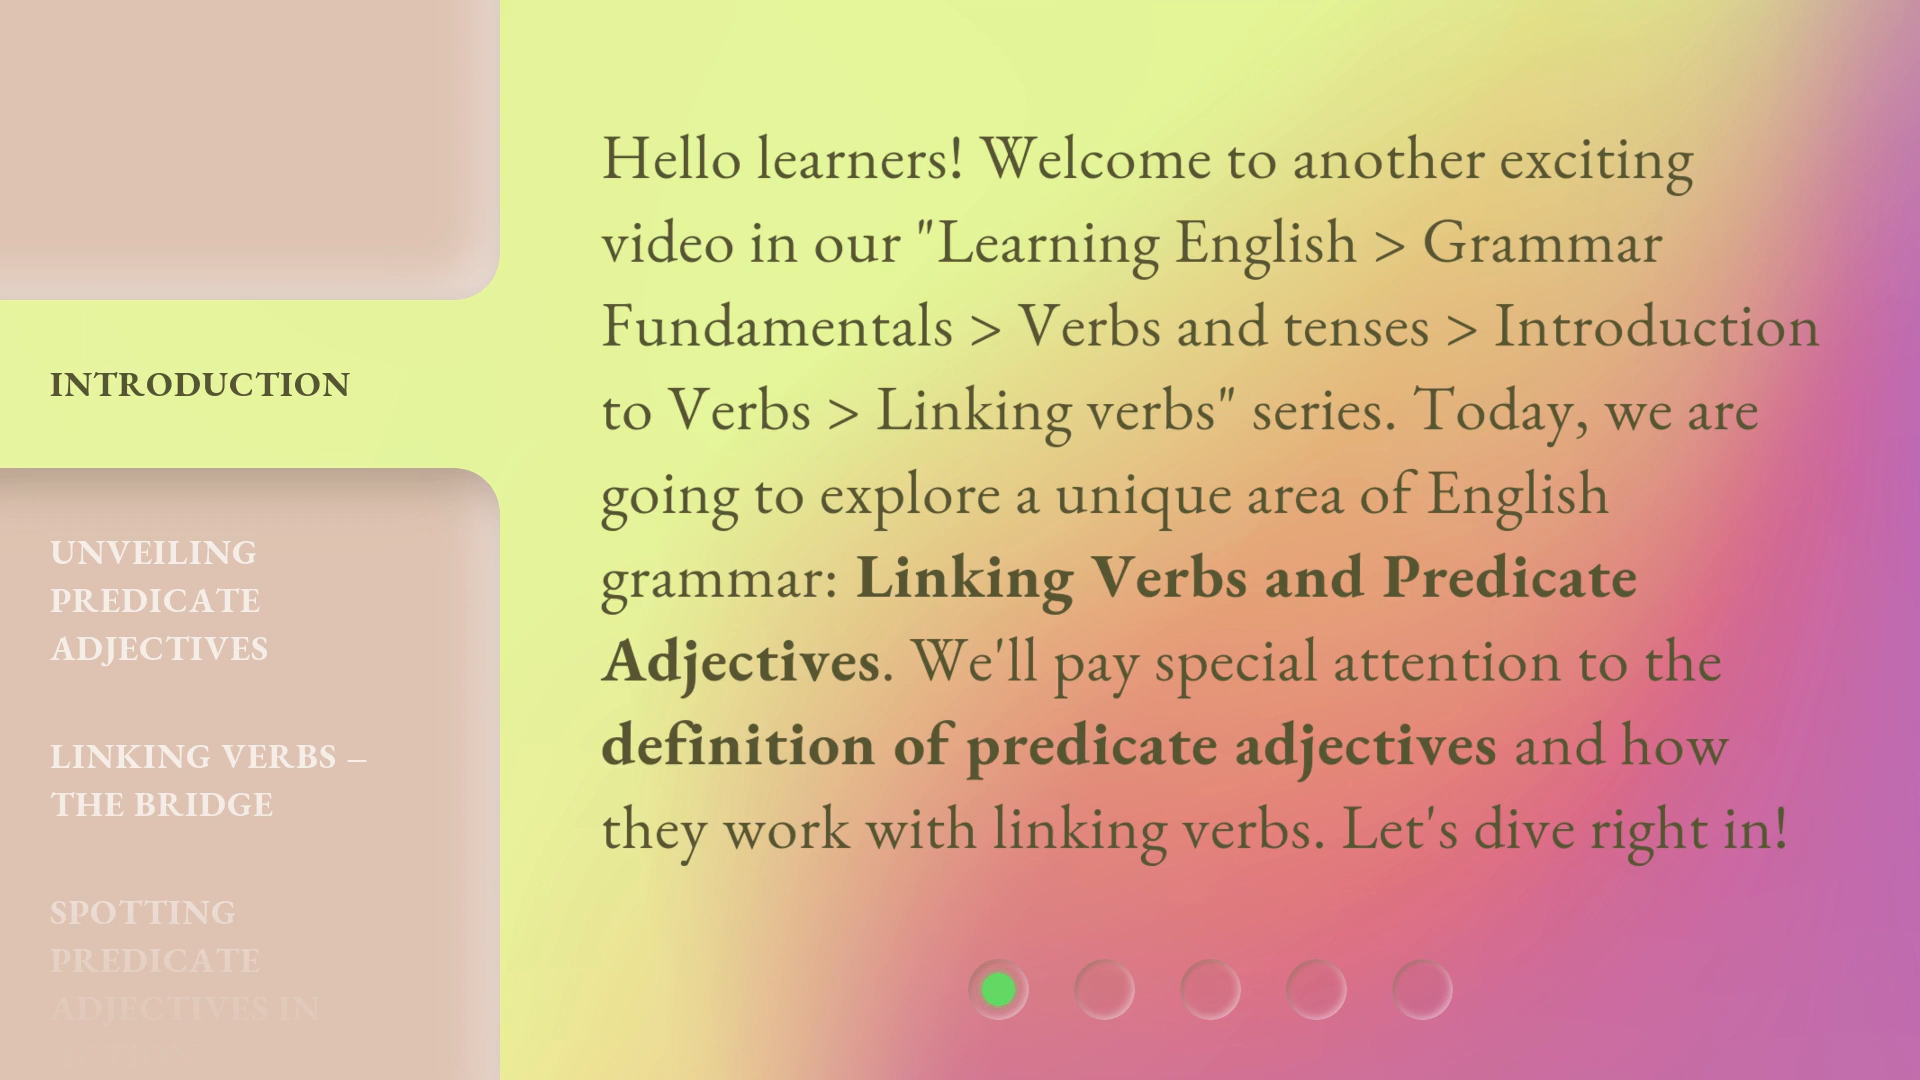 INTRODUCTION
UNVEILING
PREDICATE
ADJECTIVES
LINKING VERBS –
THE BRIDGE
SPOTTING
PREDICATE
ADJECTIVES IN
Hello learners! Welcome to another exciting
video in our "Learning English > Grammar
Fundamentals > Verbs and tenses > Introduction
to Verbs > Linking verbs" series. Today, we are
going to explore a unique area of English
grammar: Linking Verbs and Predicate
Adjectives. We'll pay special attention to the
definition of predicate adjectives and how
they work with linking verbs. Let's dive right in!